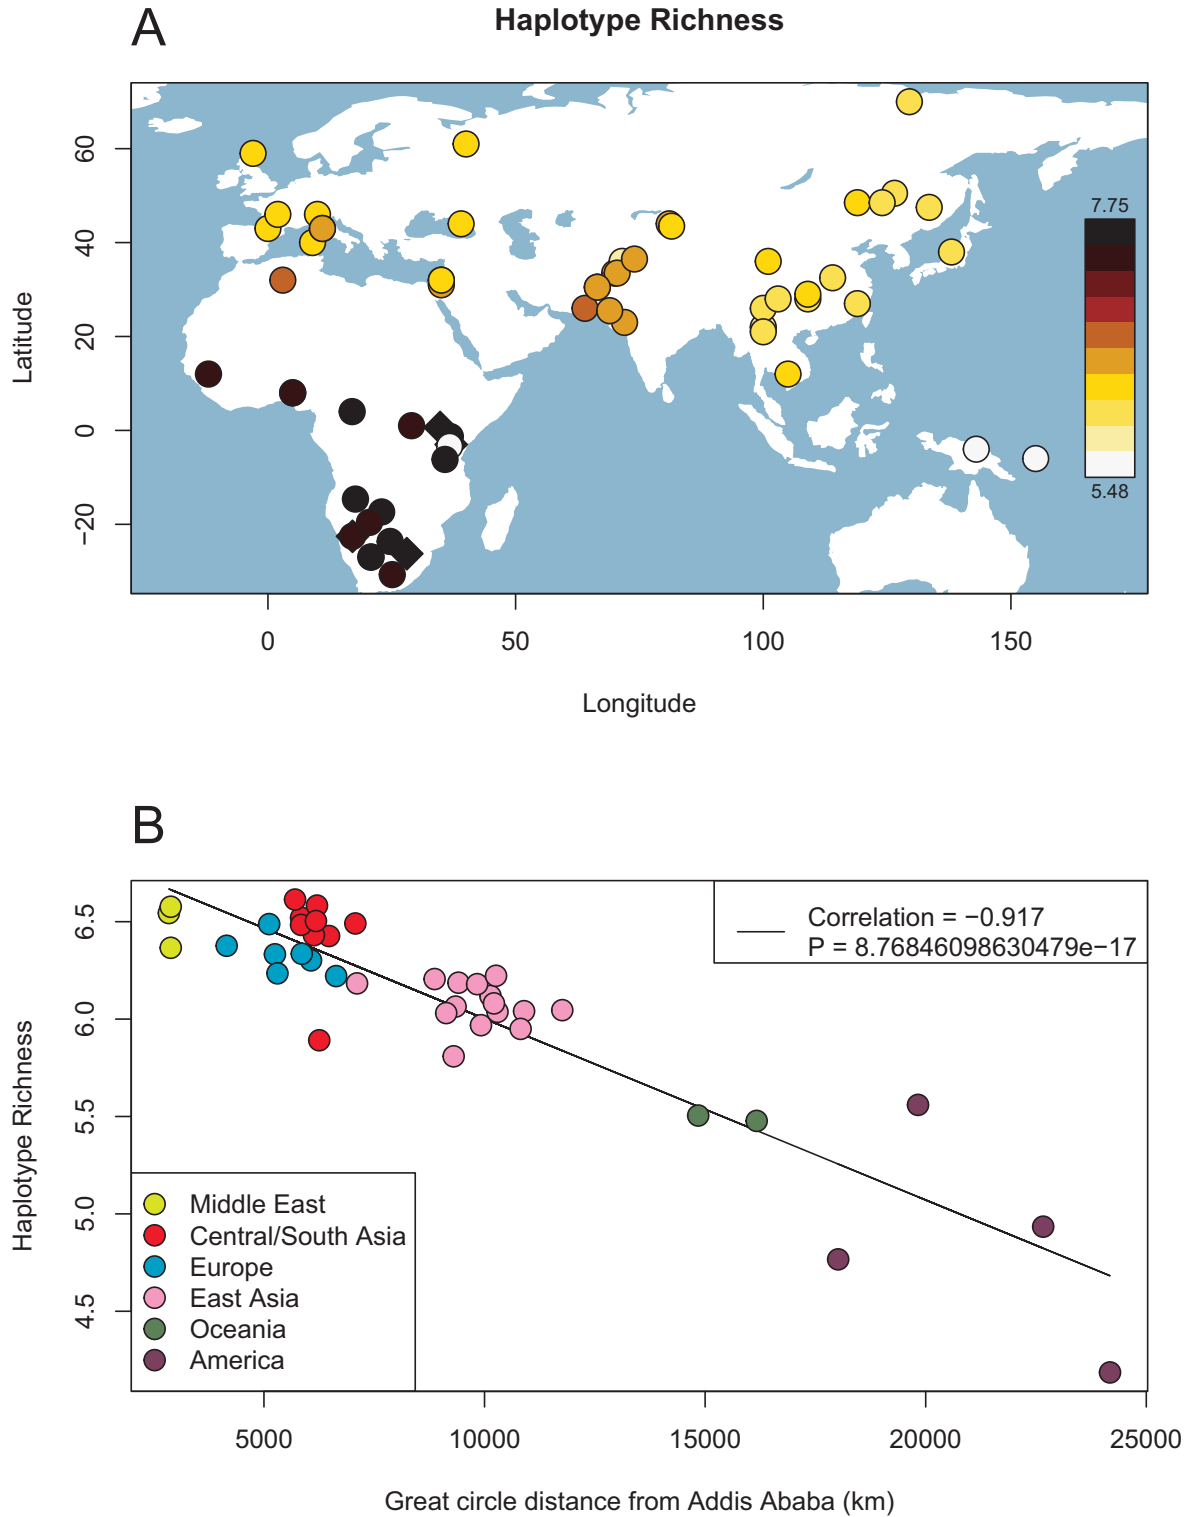 A
Haplotype Richness
60
40
20
0
−20
Latitude
7.75
5.48
0 50 100 150
Longitude
B
6.5
6.0
5.5
5.0
4.5
Haplotype Richness
Correlation = −0.917
P = 8.76846098630479e−17
Middle East
Central/South Asia
Europe
East Asia
Oceania
America
5000 10000 15000 20000 25000
Great circle distance from Addis Ababa (km)